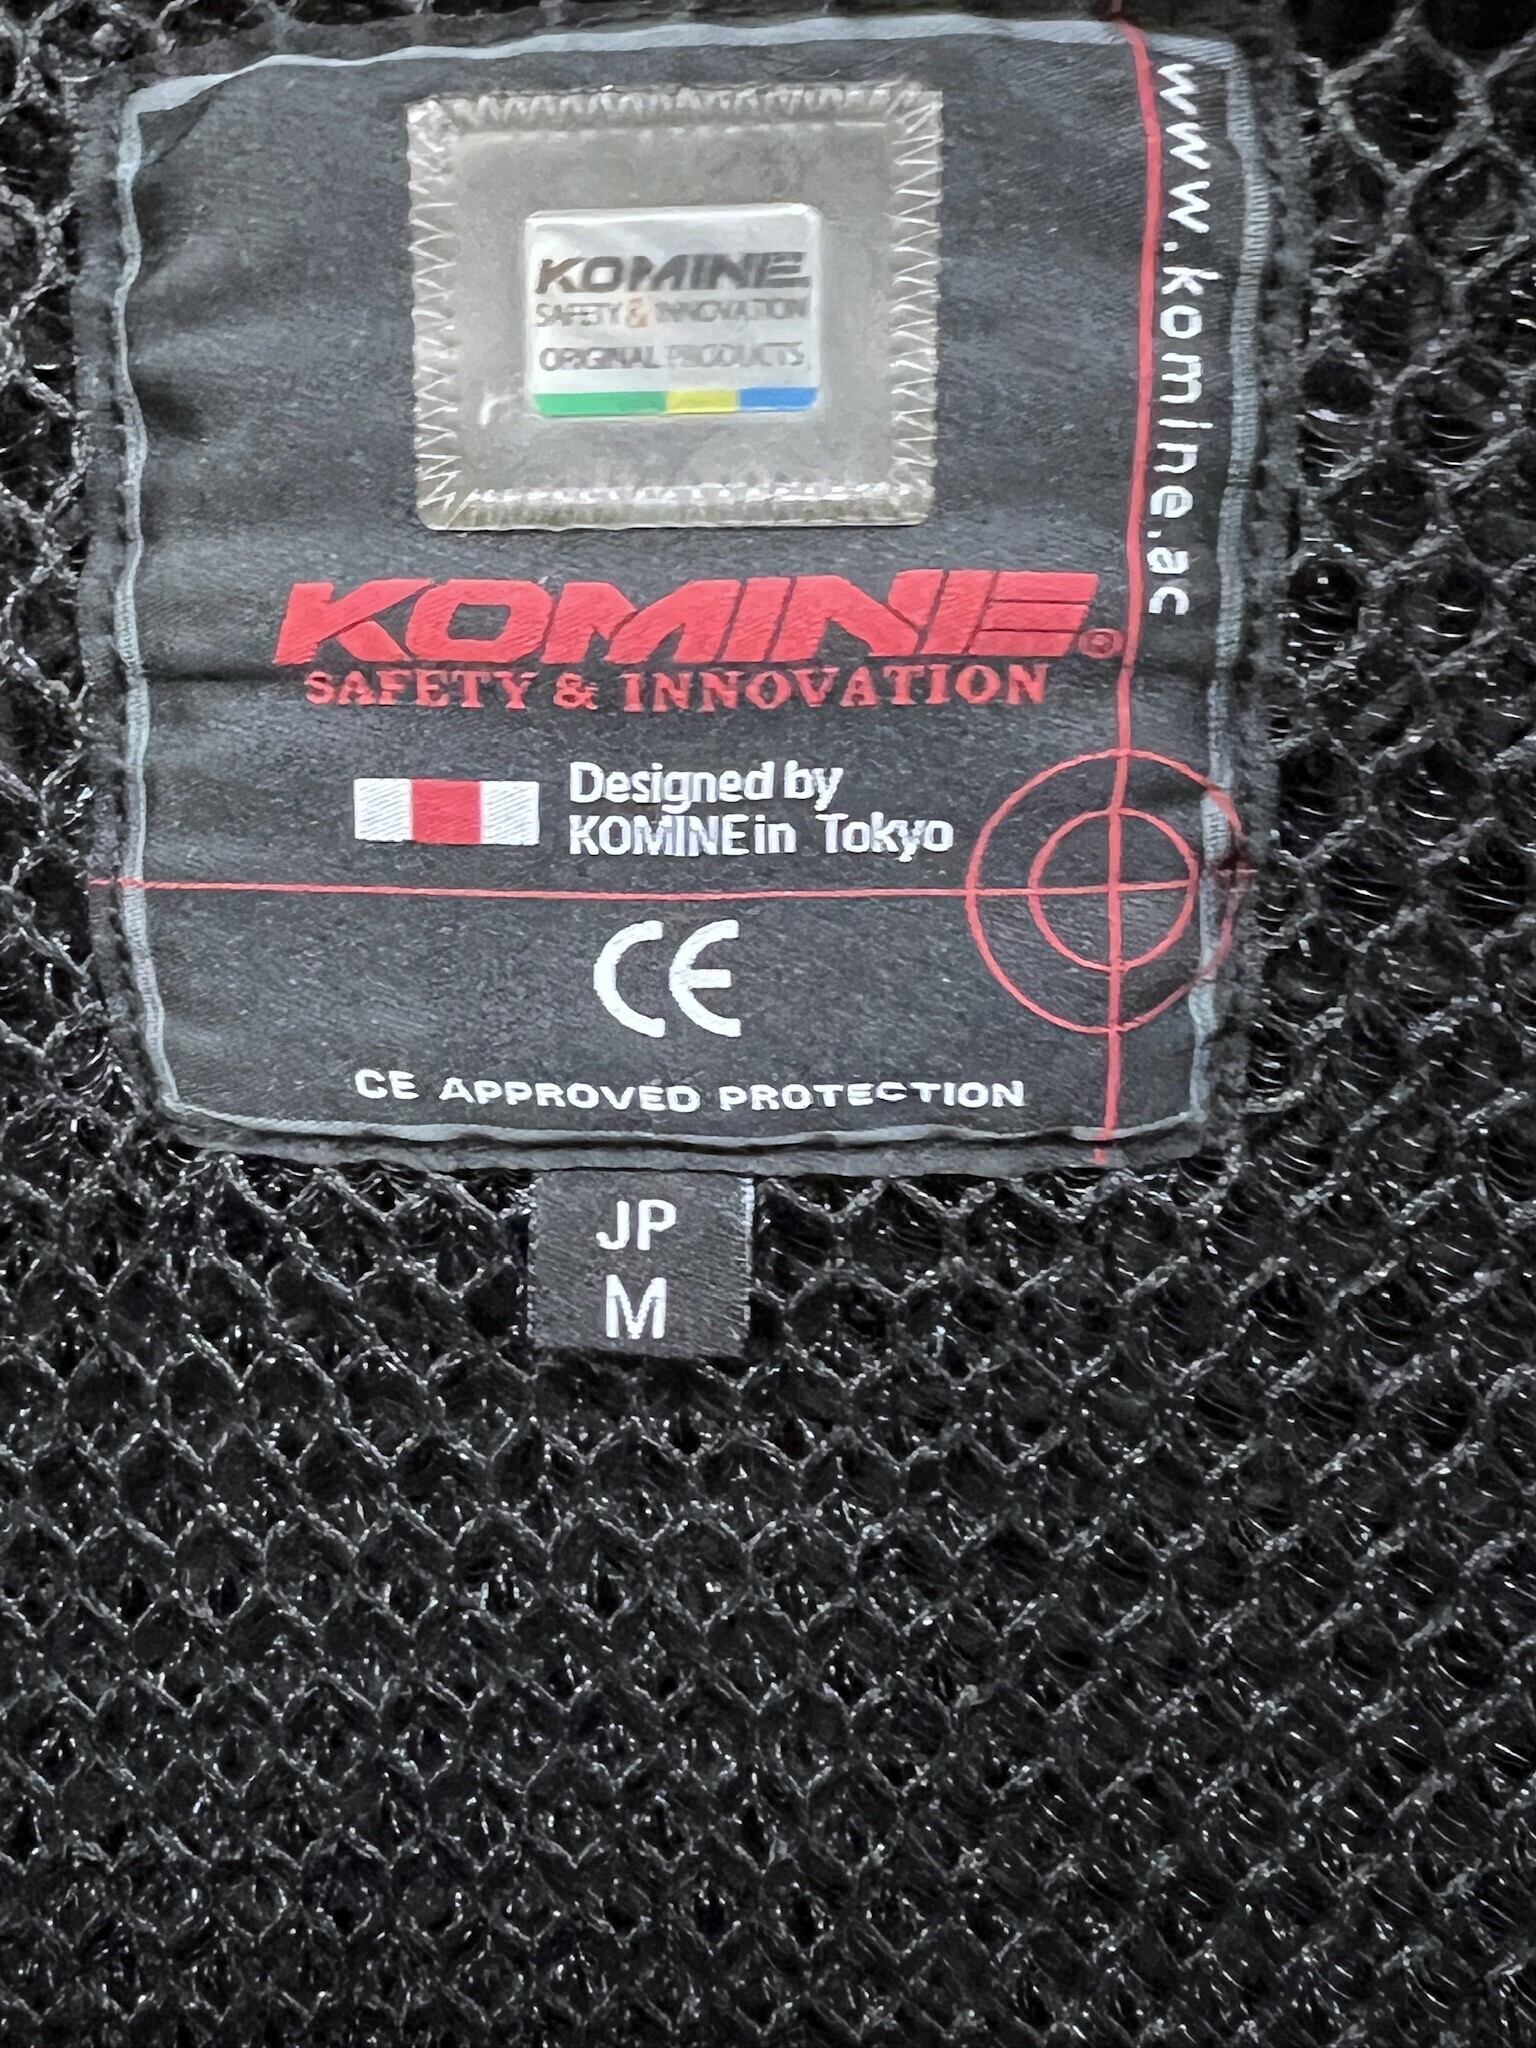 KOMINE
SAFETY & INNOVATION
ORIGINAL PRODUCTS
www.komine.ac
KOMINE®
SAFETY & INNOVATION
Designed by
KOMINE in Tokyo
CE
CE APPROVED PROTECTION
JP
M